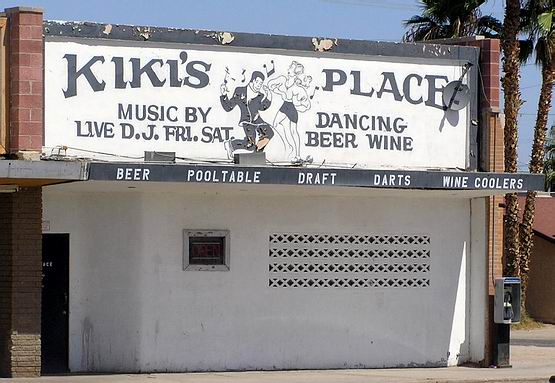 KIKI'S PLACE
MUSIC BY DANCING
LIVE D.J. FRI. SAT. BEER WINE
BEER POOLTABLE DRAFT DARTS WINE COOLERS